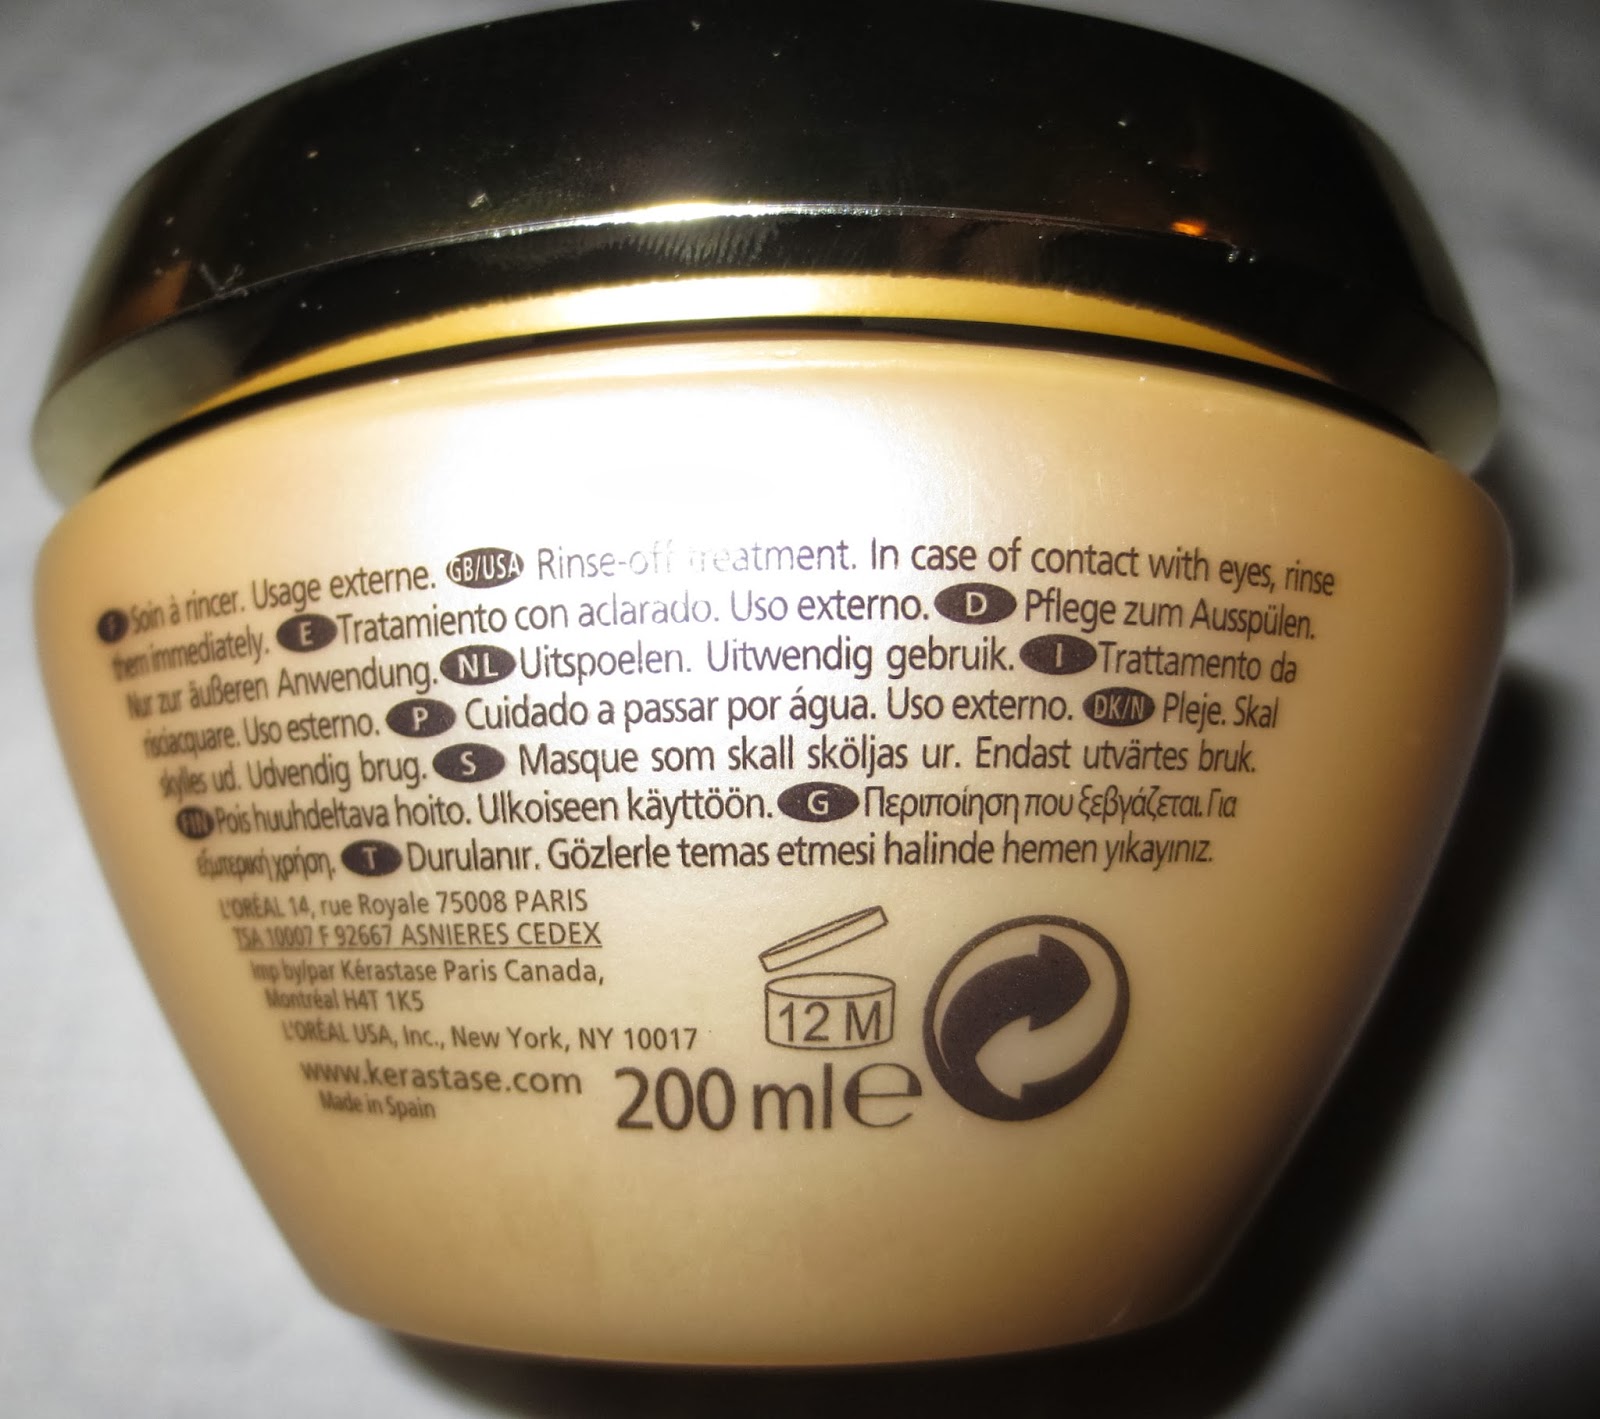 F Soin à rincer. Usage externe. GB/USA Rinse-off treatment. In case of contact with eyes, rinse
them immediately. E Tratamiento con aclarado. Uso externo. D Pflege zum Ausspülen.
Nur zur äußeren Anwendung. NL Uitspoelen. Uitwendig gebruik. I Trattamento da
risciacquare. Uso esterno. P Cuidado a passar por água. Uso externo. DK/N Pleje. Skal
skylles ud. Udvendig brug. S Masque som skall sköljas ur. Endast utvärtes bruk.
FIN Pois huuhdeltava hoito. Ulkoiseen käyttöön. G Περιποίηση που ξεβγάζεται. Για
εξωτερική χρήση. T Durulanır. Gözlerle temas etmesi halinde hemen yıkayınız.
L'ORÉAL 14, rue Royale 75008 PARIS
TSA 10007 F 92667 ASNIERES CEDEX
Imp by/par Kérastase Paris Canada,
Montréal H4T 1K5
L'ORÉAL USA, Inc., New York, NY 10017
www.kerastase.com
Made in Spain
12 M
200 ml e